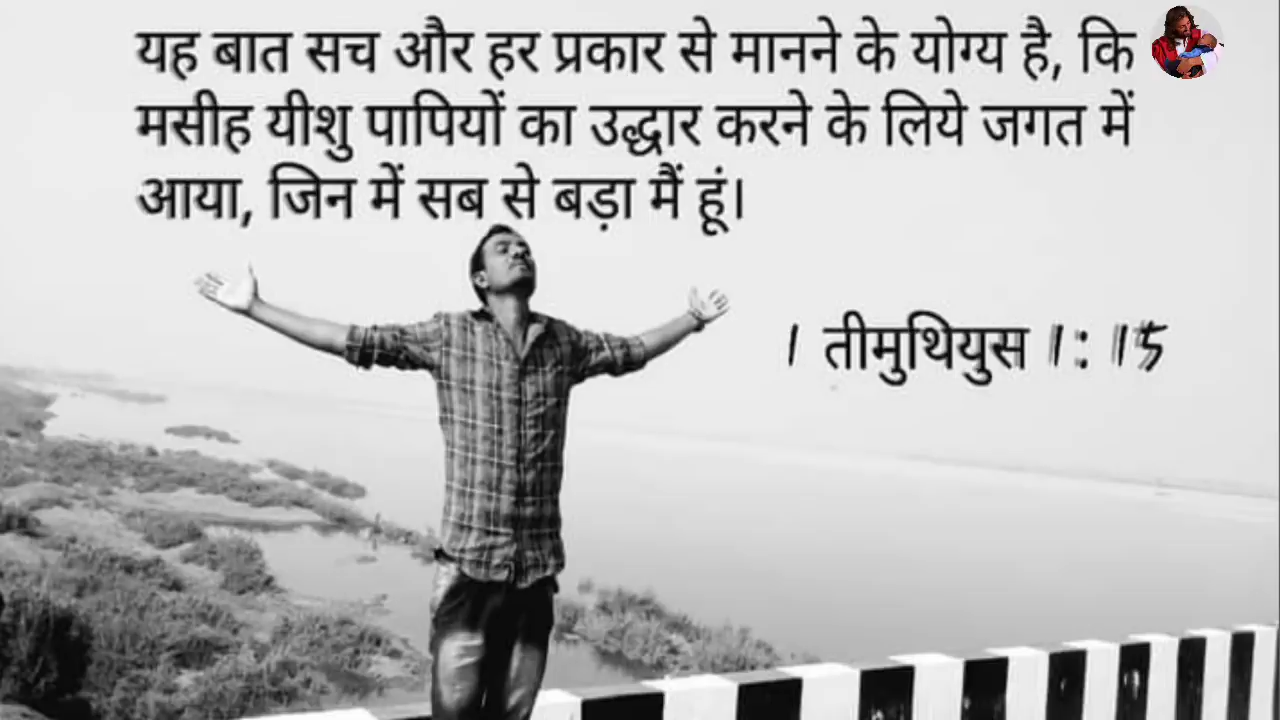 यह बात सच और हर प्रकार से मानने के योग्य है, कि
मसीह यीशु पापियों का उद्धार करने के लिये जगत में
आया, जिन में सब से बड़ा मैं हूं।
1 तीमुथियुस 1: 15